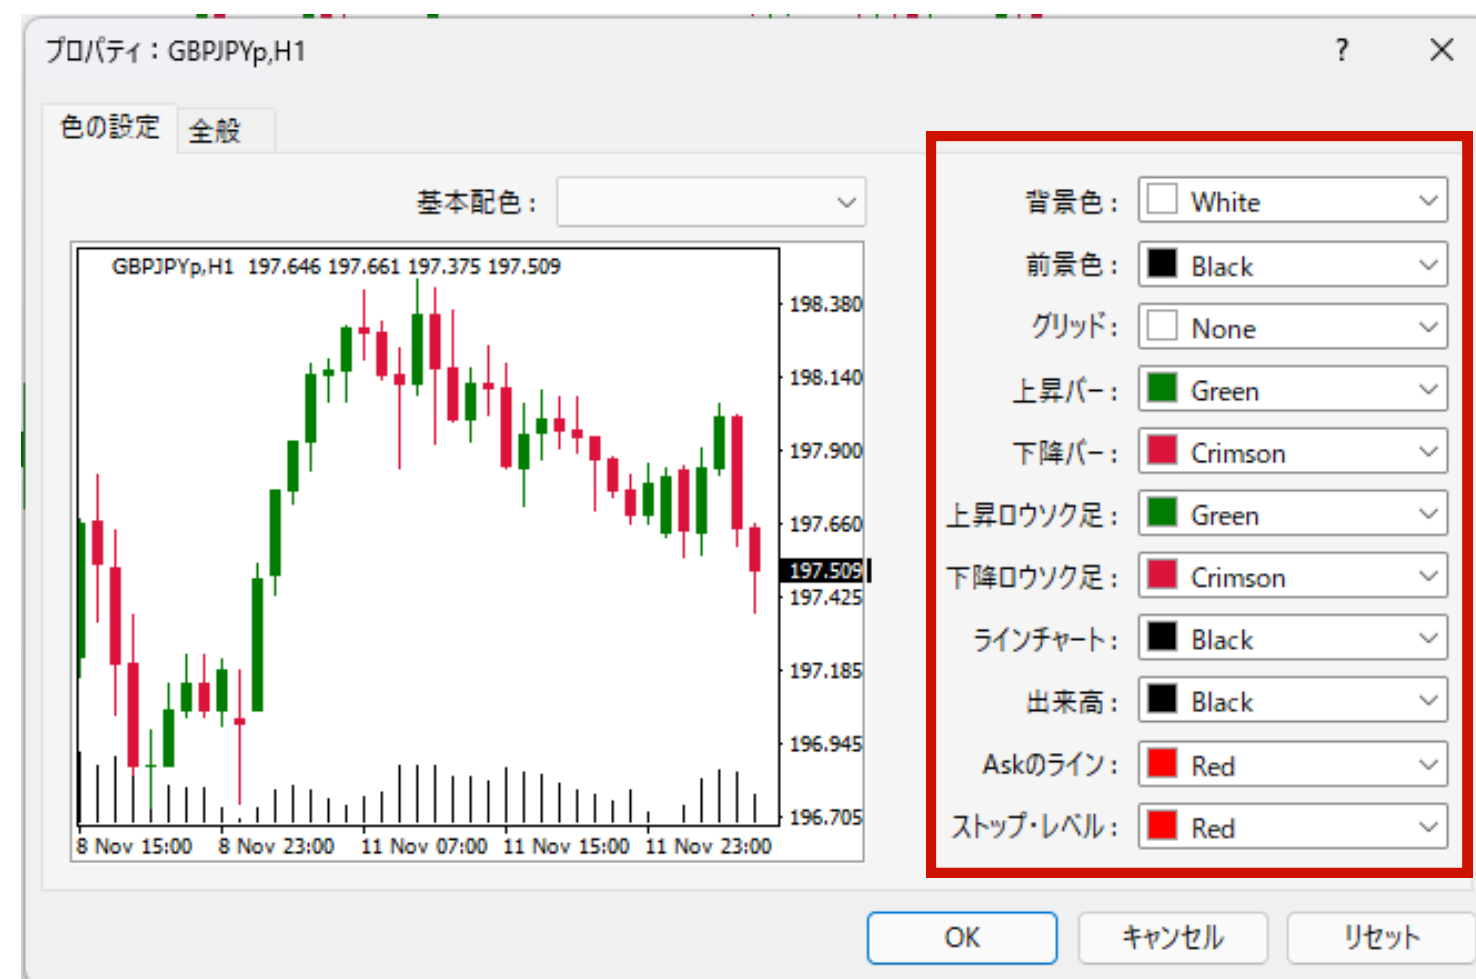 プロパティ：GBPJPYp,H1
?
色の設定
全般
基本配色：
GBPJPYp,H1 197.646 197.661 197.375 197.509
198.380
198.140
197.900
197.660
197.509
197.425
197.185
196.945
196.705
8 Nov 15:00
8 Nov 23:00
11 Nov 07:00
11 Nov 15:00
11 Nov 23:00
背景色： White
前景色： Black
グリッド： None
上昇バー： Green
下降バー： Crimson
上昇ロウソク足： Green
下降ロウソク足： Crimson
ラインチャート： Black
出来高： Black
Askのライン： Red
ストップ・レベル： Red
OK
キャンセル
リセット